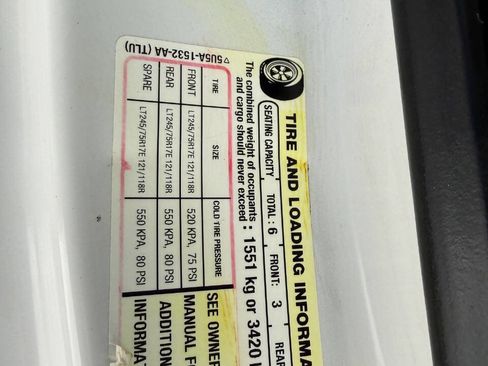 TIRE AND LOADING INFORMA
SEATING CAPACITY TOTAL : 6 FRONT: 3 REAR
The combined weight of occupants
and cargo should never exceed : 1551 kg or 3420
TIRE SIZE COLD TIRE PRESSURE
FRONT LT245/75R17E 121/118R 520 KPA, 75 PSI
REAR LT245/75R17E 121/118R 550 KPA, 80 PSI
SPARE LT245/75R17E 121/118R 550 KPA, 80 PSI
SEE OWNER
MANUAL FO
ADDITION
INFORMAT
5U5A-1532-AA (TLU)